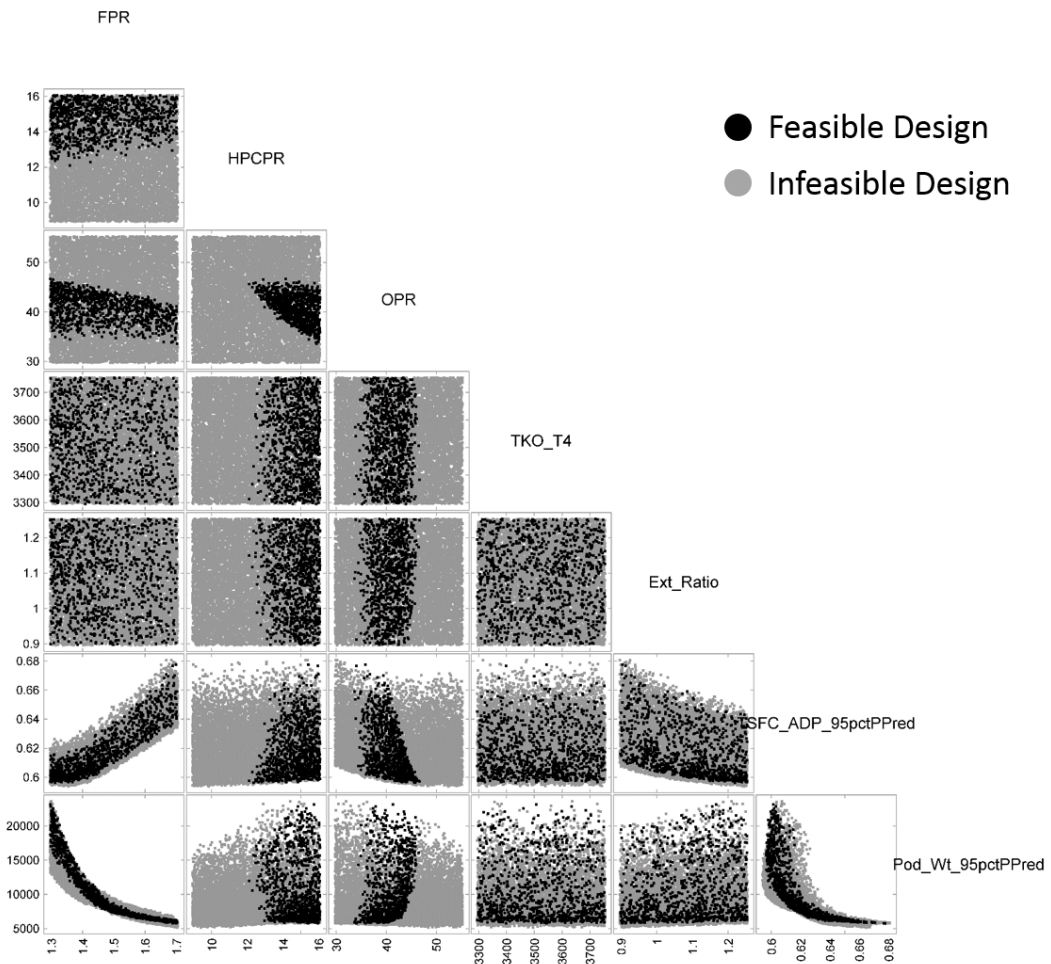 FPR
16
14
12
10
HPCPR
Feasible Design
Infeasible Design
50
40
30
OPR
3700
3600
3500
3400
3300
TKO_T4
1.2
1.1
1
0.9
Ext_Ratio
0.68
0.66
0.64
0.62
0.6
TSFC_ADP_95pctPPred
20000
15000
10000
5000
Pod_Wt_95pctPPred
1.3 1.4 1.5 1.6 1.7 10 12 14 16 30 40 50 3300 3400 3500 3600 3700 0.9 1 1.1 1.2 0.6 0.62 0.64 0.66 0.68